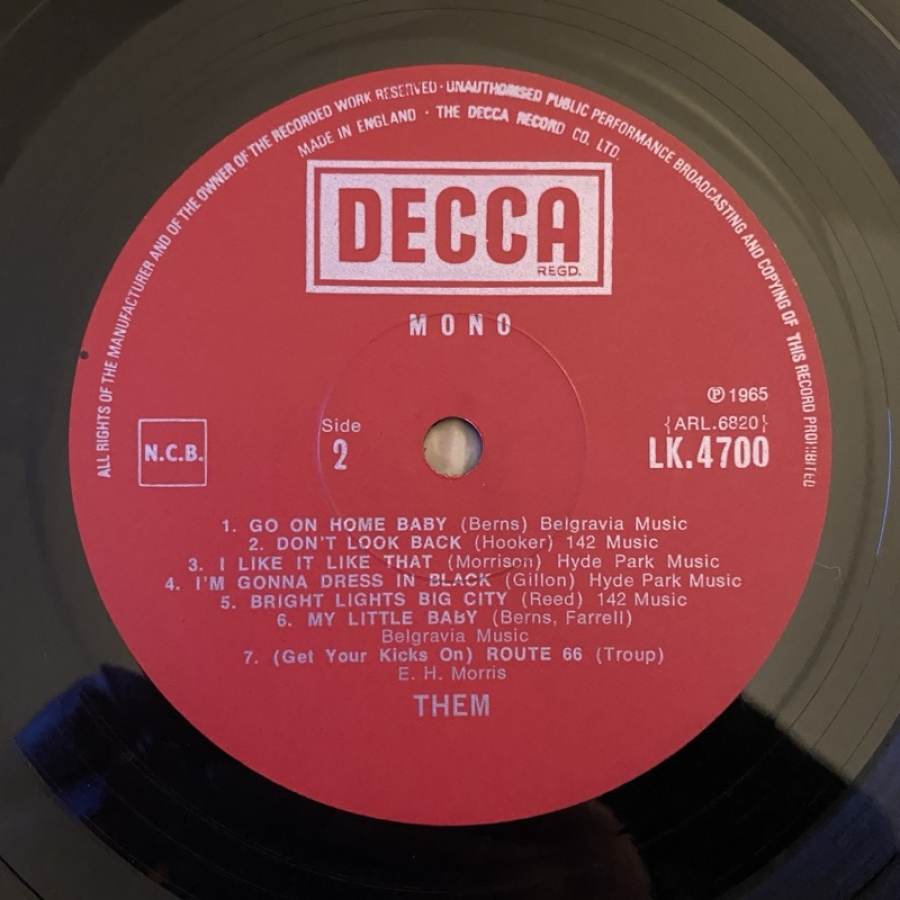 ALL RIGHTS OF THE MANUFACTURER AND OF THE OWNER OF THE RECORDED WORK RESERVED · UNAUTHORISED PUBLIC PERFORMANCE BROADCASTING AND COPYING OF THIS RECORD PROHIBITED
MADE IN ENGLAND · THE DECCA RECORD CO. LTD.
DECCA
REGD.
MONO
℗ 1965
Side
{ARL.6820}
2
LK.4700
N.C.B.
1. GO ON HOME BABY (Berns) Belgravia Music
2. DON'T LOOK BACK (Hooker) 142 Music
3. I LIKE IT LIKE THAT (Morrison) Hyde Park Music
4. I'M GONNA DRESS IN BLACK (Gillon) Hyde Park Music
5. BRIGHT LIGHTS BIG CITY (Reed) 142 Music
6. MY LITTLE BABY (Berns, Farrell)
Belgravia Music
7. (Get Your Kicks On) ROUTE 66 (Troup)
E. H. Morris
THEM